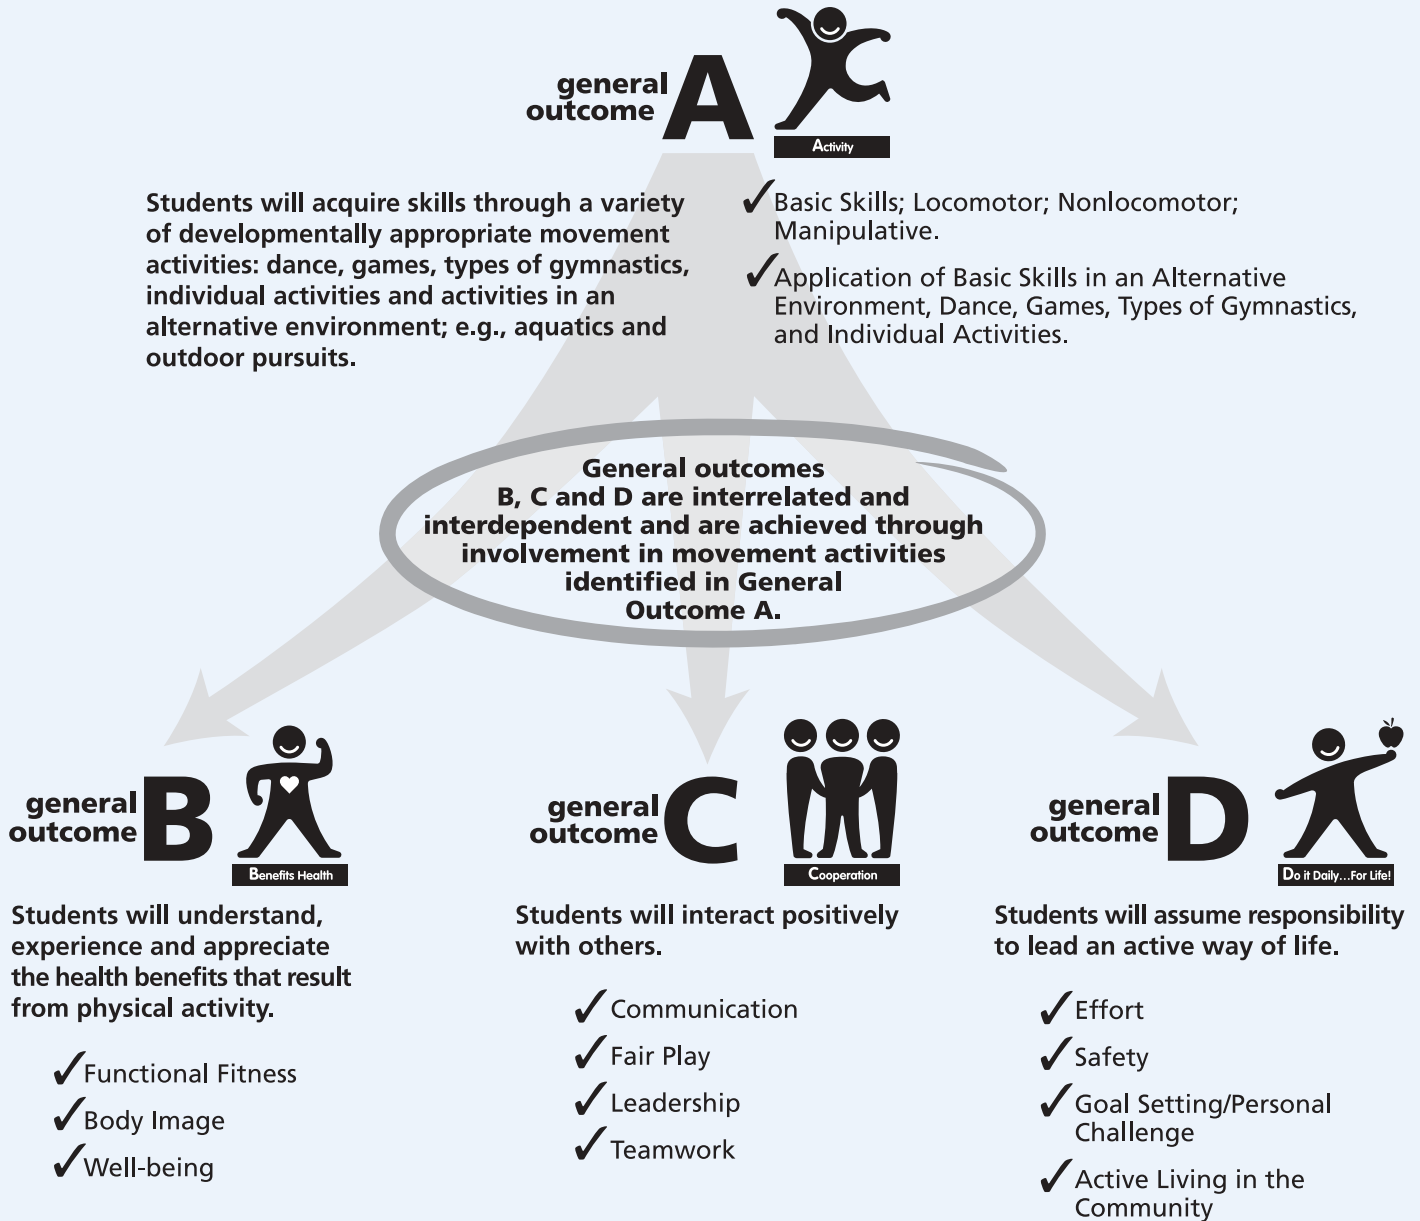 general
outcome A
Activity
Students will acquire skills through a variety
of developmentally appropriate movement
activities: dance, games, types of gymnastics,
individual activities and activities in an
alternative environment; e.g., aquatics and
outdoor pursuits.
✓ Basic Skills; Locomotor; Nonlocomotor;
Manipulative.
✓ Application of Basic Skills in an Alternative
Environment, Dance, Games, Types of Gymnastics,
and Individual Activities.
General outcomes
B, C and D are interrelated and
interdependent and are achieved through
involvement in movement activities
identified in General
Outcome A.
general
outcome B
Benefits Health
Students will understand,
experience and appreciate
the health benefits that result
from physical activity.
✓ Functional Fitness
✓ Body Image
✓ Well-being
general
outcome C
Cooperation
Students will interact positively
with others.
✓ Communication
✓ Fair Play
✓ Leadership
✓ Teamwork
general
outcome D
Do it Daily...For Life!
Students will assume responsibility
to lead an active way of life.
✓ Effort
✓ Safety
✓ Goal Setting/Personal
Challenge
✓ Active Living in the
Community